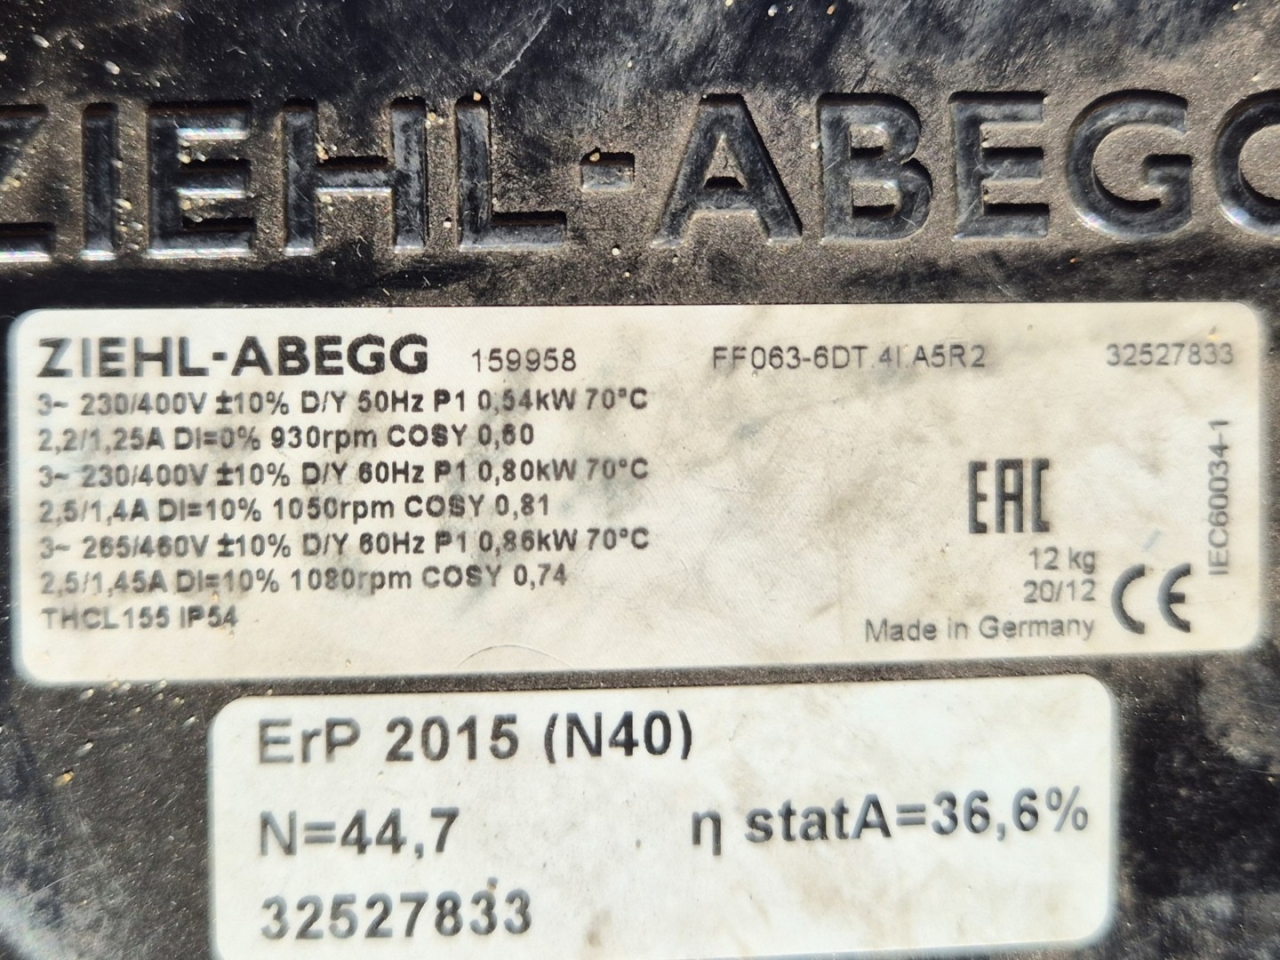 ZIEHL-ABEGG
ZIEHL-ABEGG 159958 FF063-6DT.4I.A5R2 32527833
3~ 230/400V ±10% D/Y 50Hz P1 0,54kW 70°C
2,2/1,25A DI=0% 930rpm COSY 0,60
3~ 230/400V ±10% D/Y 60Hz P1 0,80kW 70°C
2,5/1,4A DI=10% 1050rpm COSY 0,81
3~ 265/460V ±10% D/Y 60Hz P1 0,86kW 70°C
2,5/1,45A DI=10% 1080rpm COSY 0,74
THCL155 IP54
EAC
12 kg
20/12
Made in Germany
CE
IEC60034-1
ErP 2015 (N40)
N=44,7 η statA=36,6%
32527833